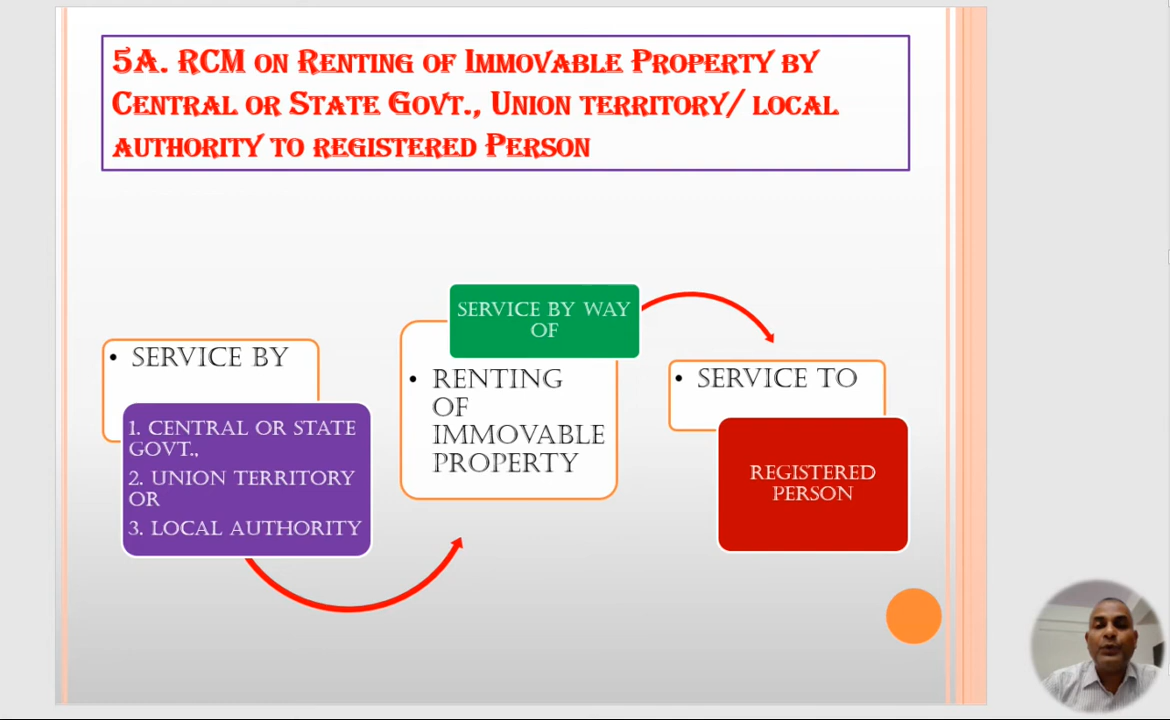 5A. RCM on Renting of Immovable Property by
Central or State Govt., Union territory/ local
authority to registered Person
Service by
1. Central or State
Govt.,
2. Union territory
or
3. local authority
Service by way
of
Renting
of
Immovable
Property
Service to
Registered
Person